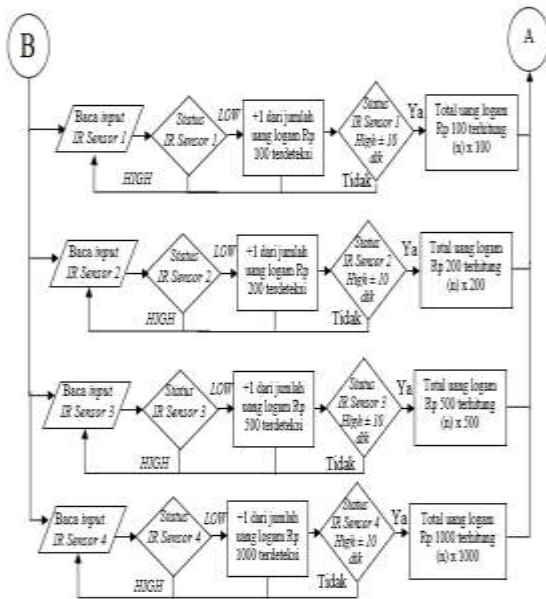 B
A
Baca input
IR Sensor 1
Status
IR Sensor 1
LOW
+1 dari jumlah
uang logam Rp
100 terdeteksi
Status
IR Sensor 1
High ± 18
dtk
Ya
Total uang logam
Rp 100 terhitung
(n) x 100
HIGH
Tidak
Baca input
IR Sensor 2
Status
IR Sensor 2
LOW
+1 dari jumlah
uang logam Rp
200 terdeteksi
Status
IR Sensor 2
High ± 10
dtk
Ya
Total uang logam
Rp 200 terhitung
(n) x 200
HIGH
Tidak
Baca input
IR Sensor 3
Status
IR Sensor 3
LOW
+1 dari jumlah
uang logam Rp
500 terdeteksi
Status
IR Sensor 3
High ± 18
dtk
Ya
Total uang logam
Rp 500 terhitung
(n) x 500
HIGH
Tidak
Baca input
IR Sensor 4
Status
IR Sensor 4
LOW
+1 dari jumlah
uang logam Rp
1000 terdeteksi
Status
IR Sensor 4
High ± 10
dtk
Ya
Total uang logam
Rp 1000 terhitung
(n) x 1000
HIGH
Tidak